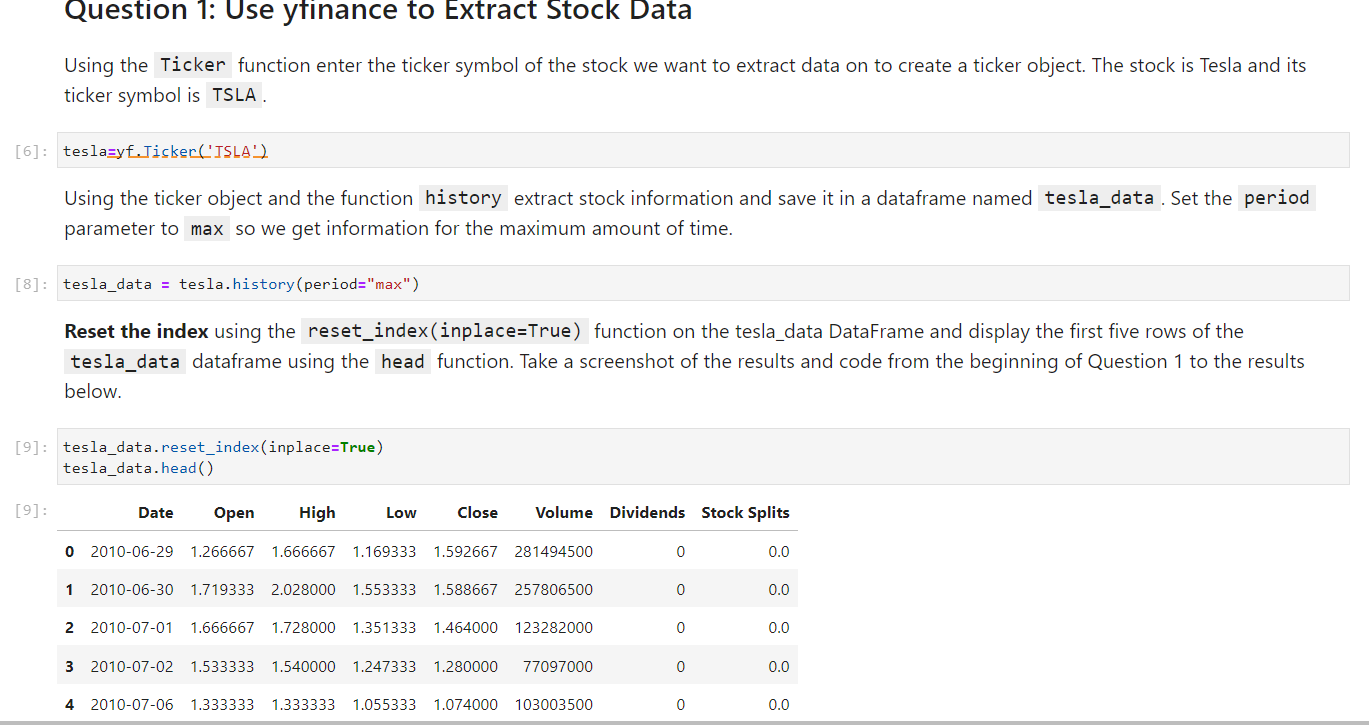 Question 1: Use yfinance to Extract Stock Data
Using the Ticker function enter the ticker symbol of the stock we want to extract data on to create a ticker object. The stock is Tesla and its
ticker symbol is TSLA.
[6]: tesla=yf.Ticker('TSLA')
Using the ticker object and the function history extract stock information and save it in a dataframe named tesla_data. Set the period
parameter to max so we get information for the maximum amount of time.
[8]: tesla_data = tesla.history(period="max")
Reset the index using the reset_index(inplace=True) function on the tesla_data DataFrame and display the first five rows of the
tesla_data dataframe using the head function. Take a screenshot of the results and code from the beginning of Question 1 to the results
below.
[9]: tesla_data.reset_index(inplace=True)
tesla_data.head()
[9]: Date Open High Low Close Volume Dividends Stock Splits
0 2010-06-29 1.266667 1.666667 1.169333 1.592667 281494500 0 0.0
1 2010-06-30 1.719333 2.028000 1.553333 1.588667 257806500 0 0.0
2 2010-07-01 1.666667 1.728000 1.351333 1.464000 123282000 0 0.0
3 2010-07-02 1.533333 1.540000 1.247333 1.280000 77097000 0 0.0
4 2010-07-06 1.333333 1.333333 1.055333 1.074000 103003500 0 0.0